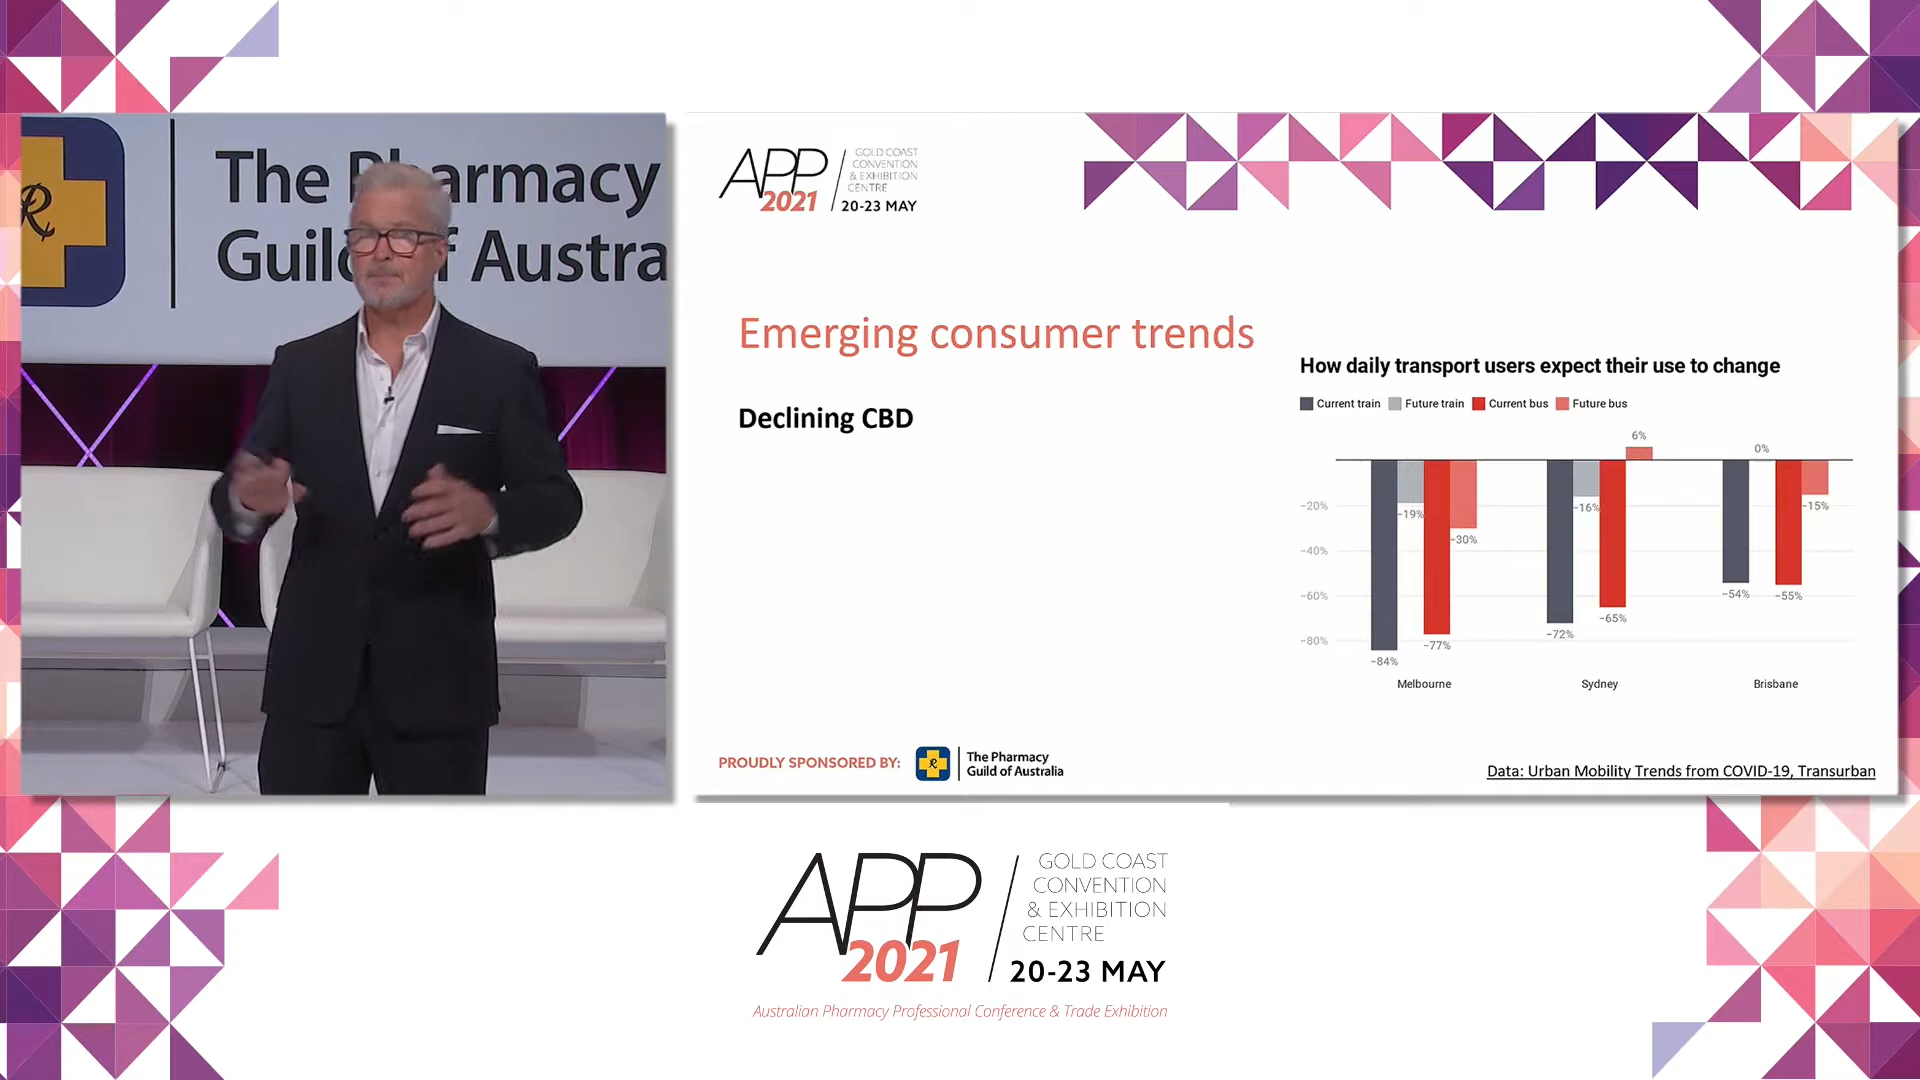 The Pharmacy
Guild of Austra
APP
2021
GOLD COAST
CONVENTION
& EXHIBITION
CENTRE
20-23 MAY
Emerging consumer trends
Declining CBD
How daily transport users expect their use to change
Current train Future train Current bus Future bus
6%
0%
-20%
-40%
-60%
-80%
-19%
-30%
-16%
-15%
-84%
-77%
-72%
-65%
-54%
-55%
Melbourne Sydney Brisbane
PROUDLY SPONSORED BY:
The Pharmacy
Guild of Australia
Data: Urban Mobility Trends from COVID-19, Transurban
APP
2021
GOLD COAST
CONVENTION
& EXHIBITION
CENTRE
20-23 MAY
Australian Pharmacy Professional Conference & Trade Exhibition